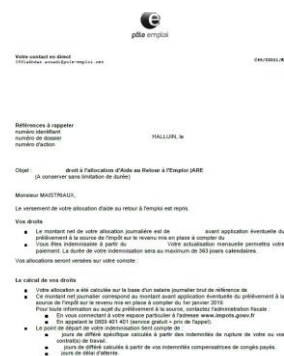 pôle emploi
Votre contact en direct
Références à rappeler
numéro identifiant
numéro de dossier
numéro d'action
HALLUIN, le
Objet : droit à l'allocation d'Aide au Retour à l'Emploi (ARE
(A conserver sans limitation de durée)
Monsieur MAISTRIAUX,
Le versement de votre allocation d'aide au retour à l'emploi est repris.
Vos droits
Le montant net de votre allocation journalière est de avant application éventuelle du
prélèvement à la source de l'impôt sur le revenu mis en place à compter du
Vous êtes indemnisable à partir du Votre actualisation mensuelle permettra votre
paiement. La durée de votre indemnisation sera au maximum de 363 jours calendaires.
Vos allocations seront versées sur votre compte :
Le calcul de vos droits
Votre allocation a été calculée sur la base d'un salaire journalier brut de référence de
Ce montant net journalier correspond au montant avant application éventuelle du prélèvement à la
source de l'impôt sur le revenu mis en place à compter du 1er janvier 2019.
Pour toute information au sujet du prélèvement à la source, contactez l'administration fiscale :
En vous connectant à votre espace particulier à l'adresse www.impots.gouv.f
En appelant le 0809 401 401 (service gratuit + prix de l'appel).
Le point de départ de votre indemnisation tient compte de :
jours de différé spécifique calculés à partir des indemnités de rupture de votre ou vos
contrat(s) de travail.
jours de différé calculés à partir de vos indemnités compensatrices de congés payés.
jours de délai d'attente.